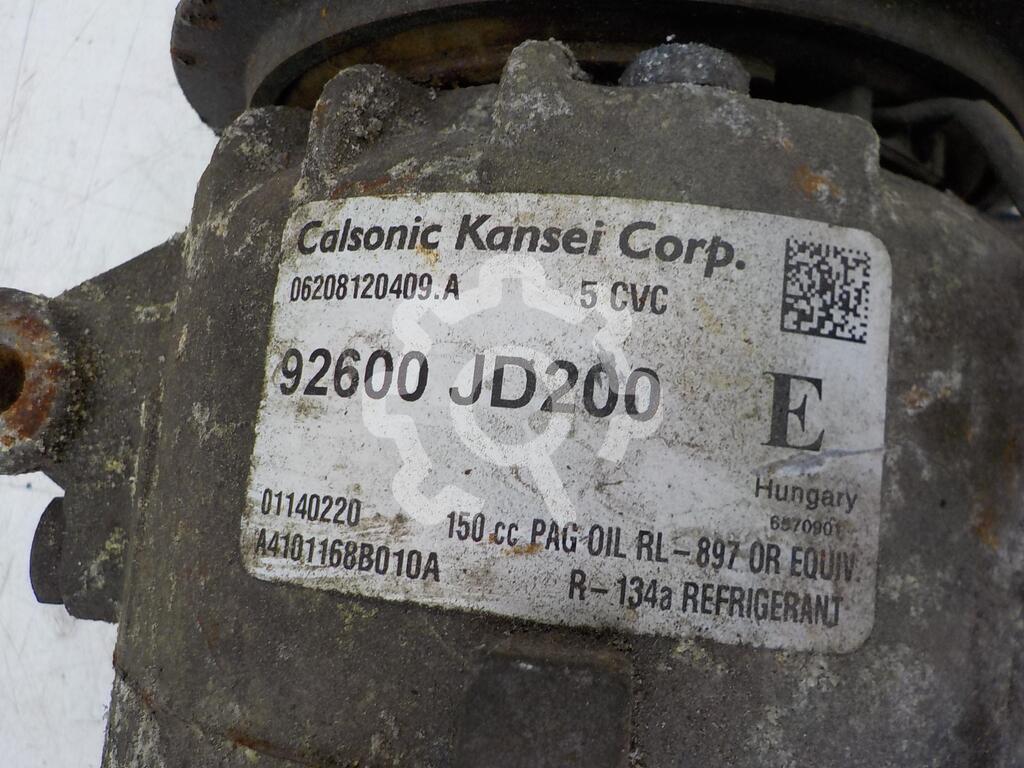 Calsonic Kansei Corp.
06208120409.A 5 CVC
92600 JD200
E
Hungary
6570901
01140220
A4101168B010A
150 cc PAG OIL RL-897 OR EQUIV.
R-134a REFRIGERANT